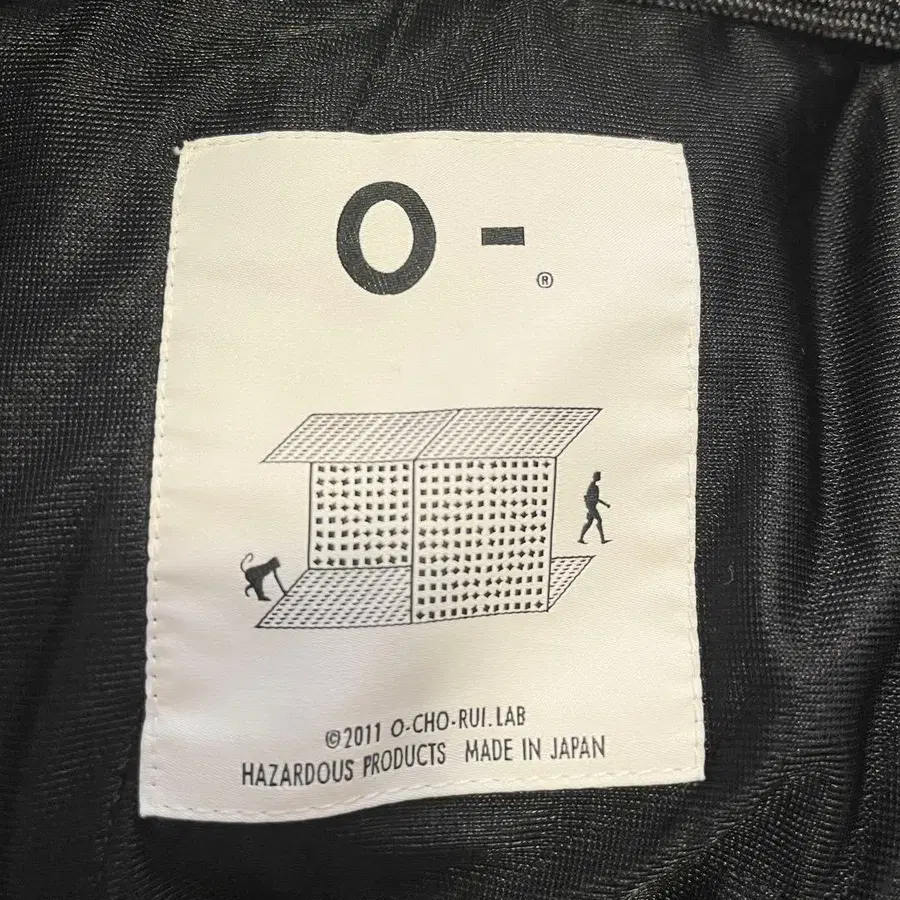 O -
®
©2011 O-CHO-RUI.LAB
HAZARDOUS PRODUCTS MADE IN JAPAN